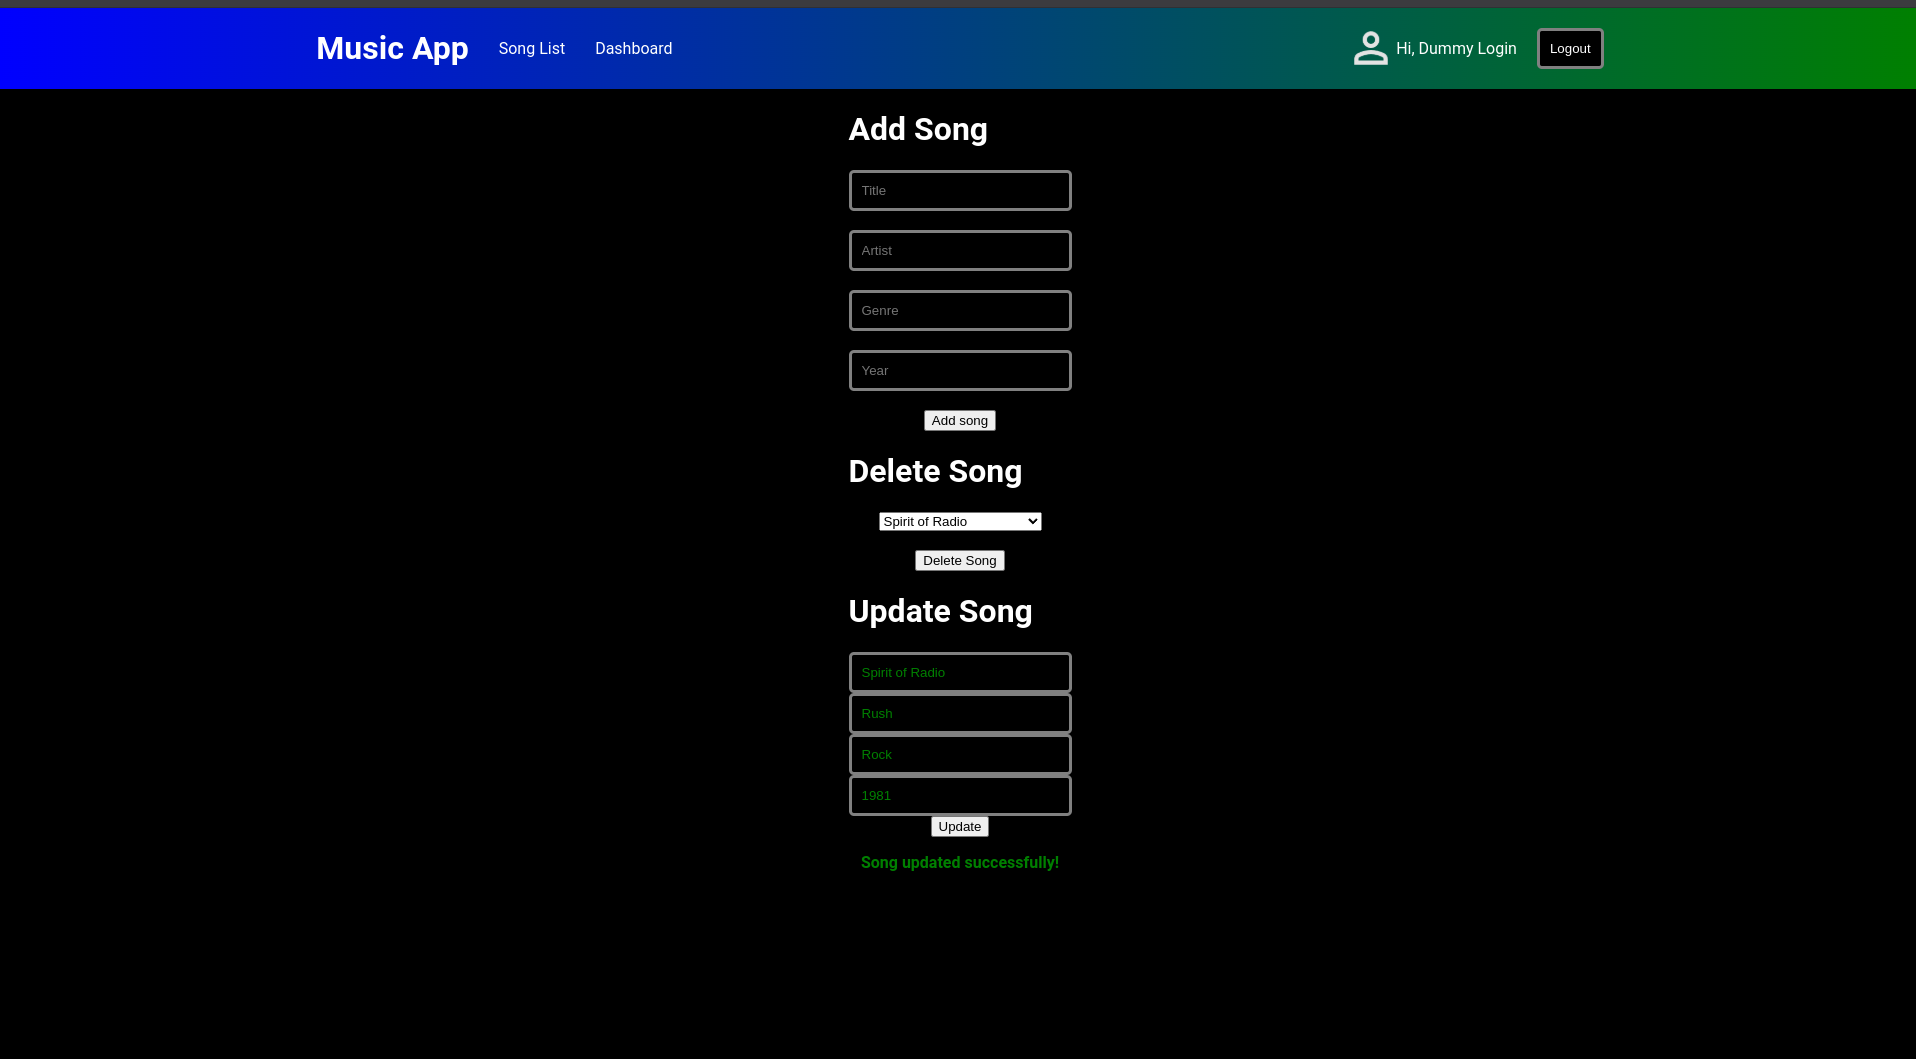 Music App Song List Dashboard Hi, Dummy Login Logout
Add Song
Title
Artist
Genre
Year
Add song
Delete Song
Spirit of Radio
Delete Song
Update Song
Spirit of Radio
Rush
Rock
1981
Update
Song updated successfully!